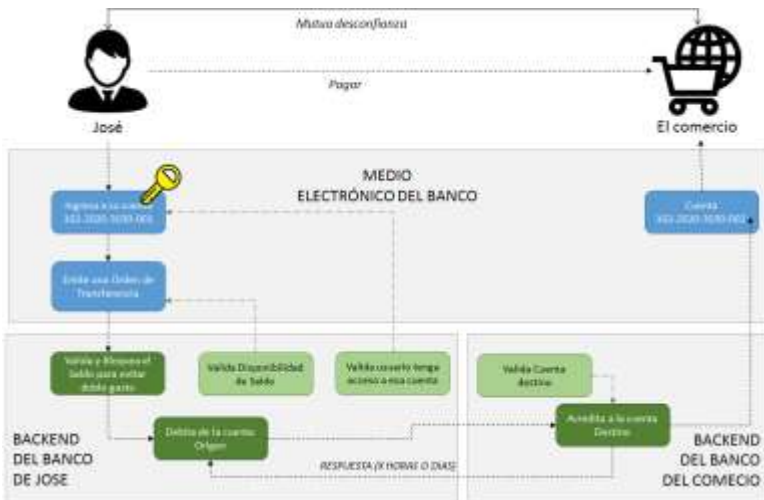 Mutua desconfianza
Pagar
José
El comercio
MEDIO
ELECTRÓNICO DEL BANCO
Ingresa a su cuenta
Cuenta
Emite una Orden de
Transferencia
Valida y Bloquea el
Saldo para evitar
doble gasto
Valida Disponibilidad
de Saldo
Valida usuario tenga
acceso a esa cuenta
Valida Cuenta
destino
Debita de la cuenta
Origen
Acredita a la cuenta
Destino
BACKEND
DEL BANCO
DE JOSE
RESPUESTA (X HORAS O DIAS)
BACKEND
DEL BANCO
DEL COMECIO